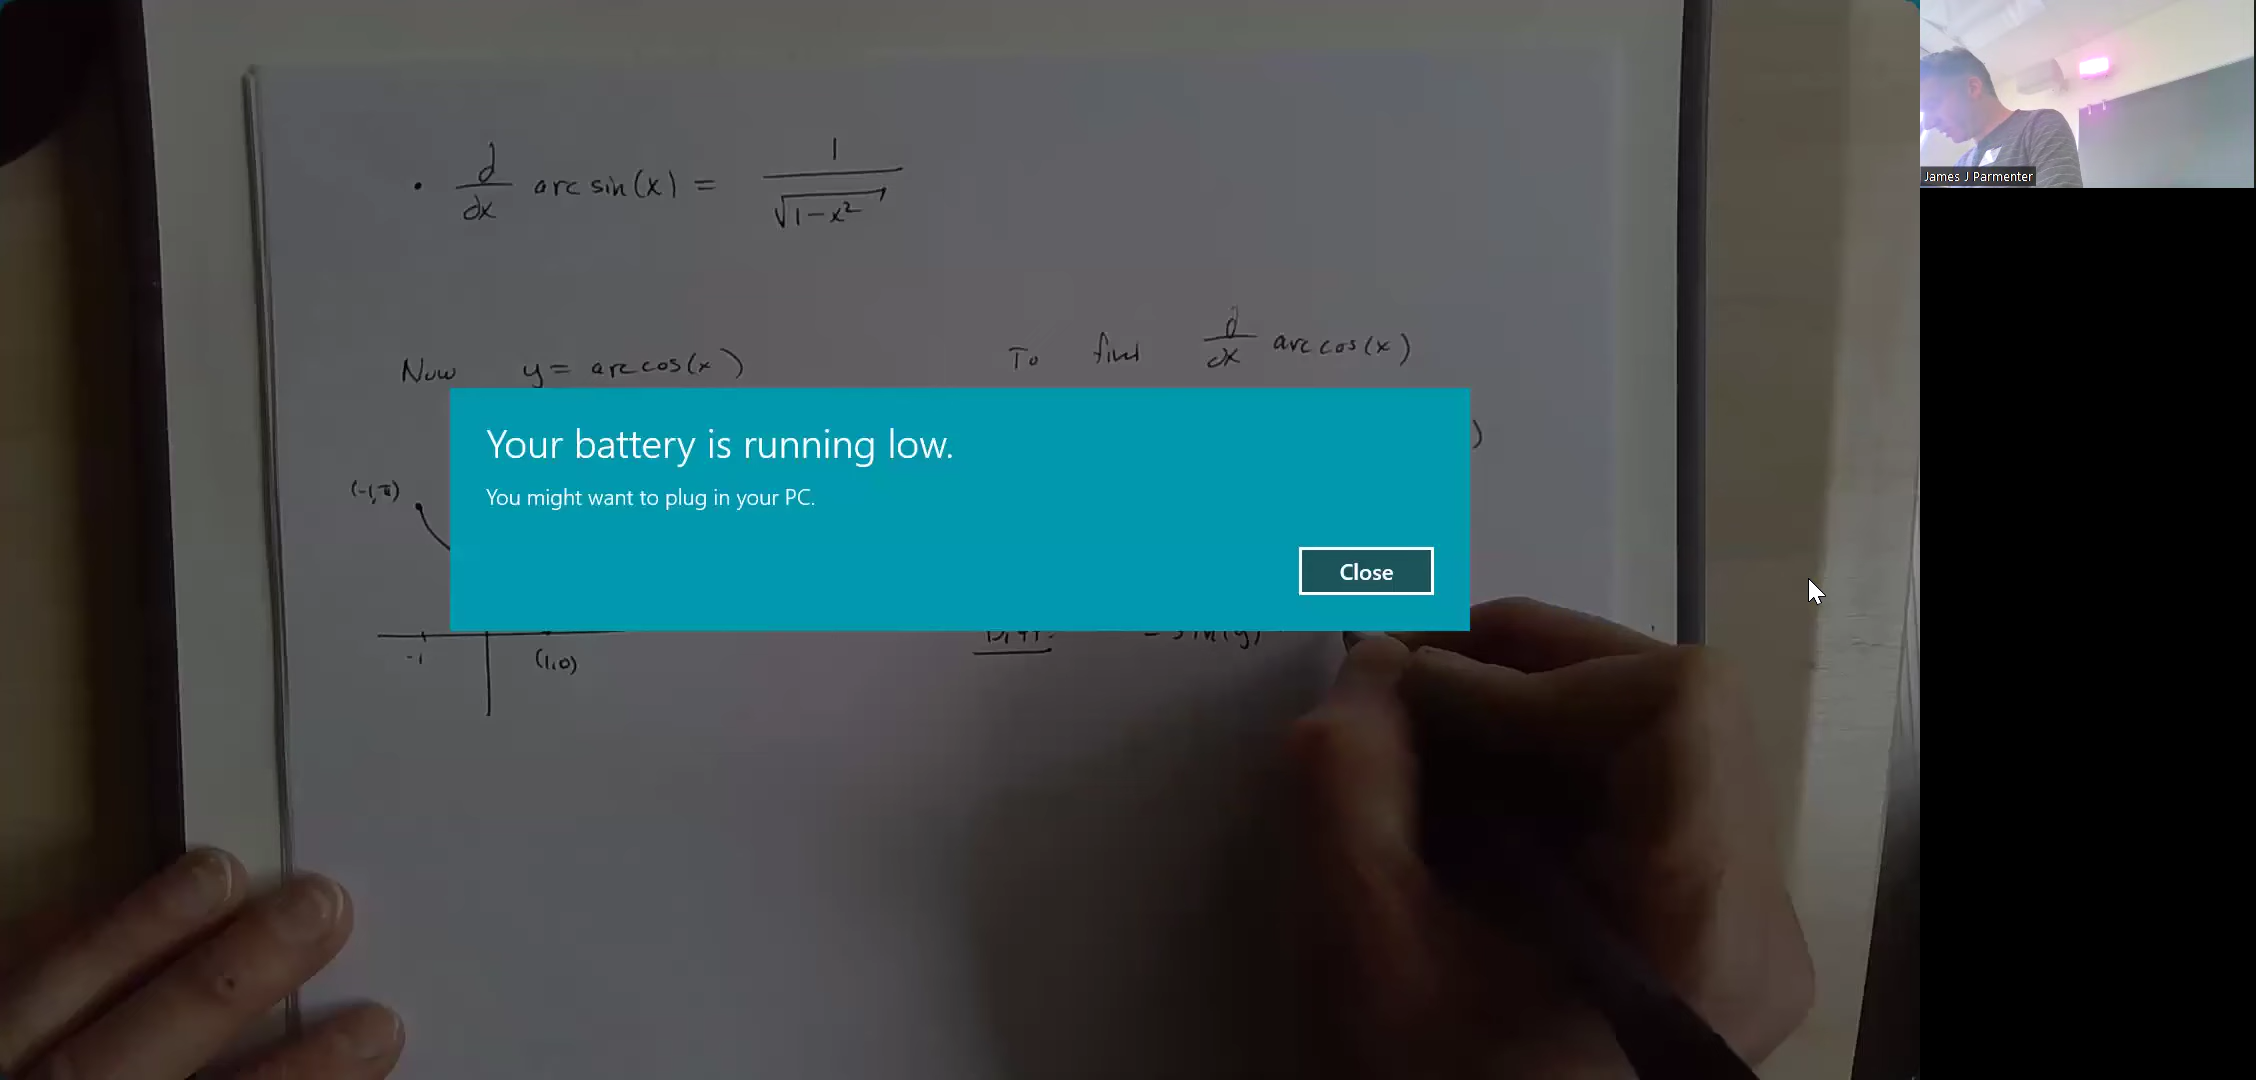 James J Parmenter
• d/dx arcsin(x) = 1/√(1-x²)
Now y = arccos(x)
To find d/dx arccos(x)
)
Your battery is running low.
You might want to plug in your PC.
(-1,π)
Close
- sin(y)
-1
(1,0)